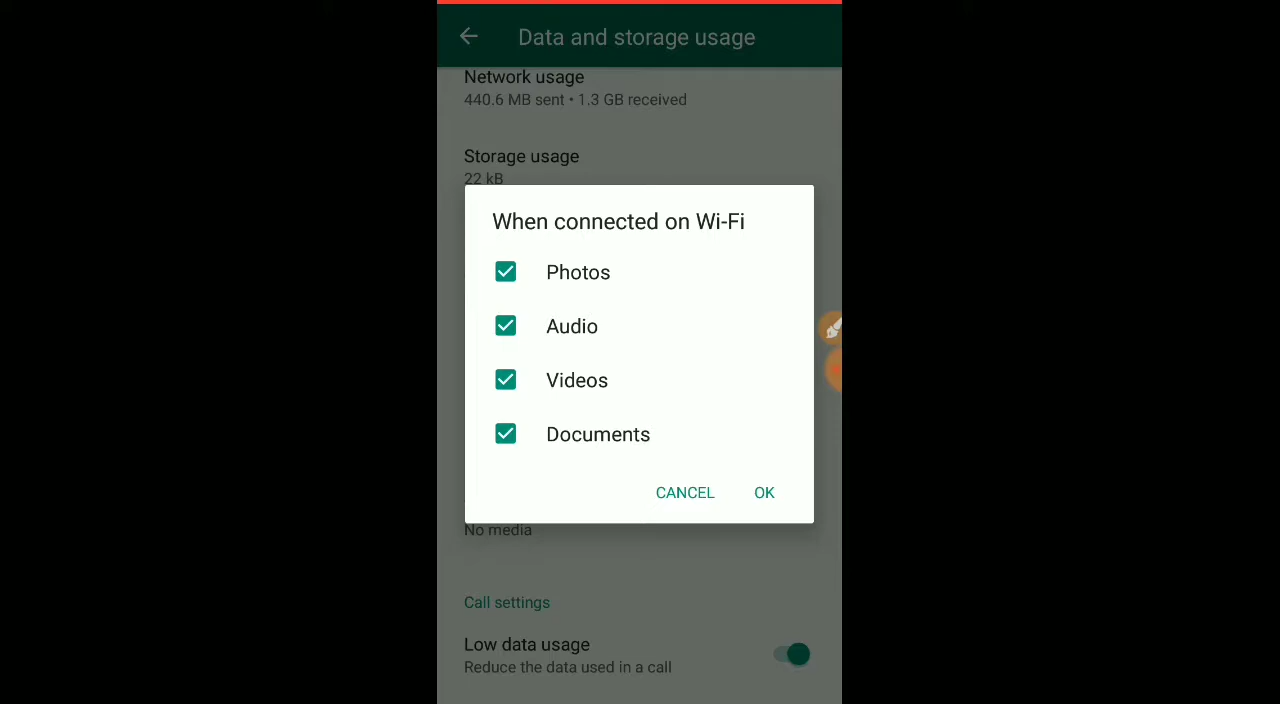 Data and storage usage
Network usage
440.6 MB sent • 1.3 GB received
Storage usage
22 kB
When connected on Wi-Fi
Photos
Audio
Videos
Documents
CANCEL OK
No media
Call settings
Low data usage
Reduce the data used in a call